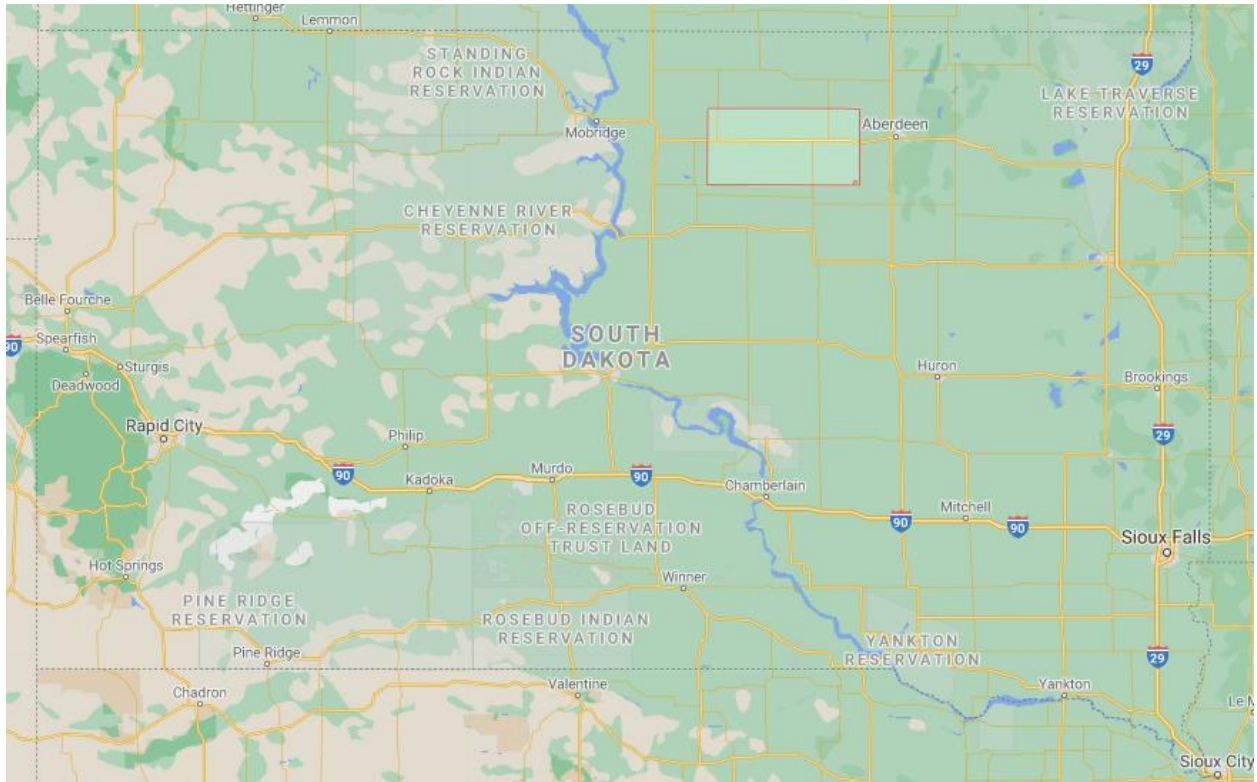 Hettinger
Lemmon
STANDING
ROCK INDIAN
RESERVATION
29
LAKE TRAVERSE
RESERVATION
Mobridge
Aberdeen
CHEYENNE RIVER
RESERVATION
Belle Fourche
90
Spearfish
Sturgis
Deadwood
SOUTH
DAKOTA
Huron
Brookings
Rapid City
Philip
29
90
Kadoka
Murdo
90
Chamberlain
Mitchell
90
90
ROSEBUD
OFF-RESERVATION
TRUST LAND
Sioux Falls
Hot Springs
Winner
PINE RIDGE
RESERVATION
ROSEBUD INDIAN
RESERVATION
YANKTON
RESERVATION
Pine Ridge
29
Chadron
Valentine
Yankton
Le M
Sioux City